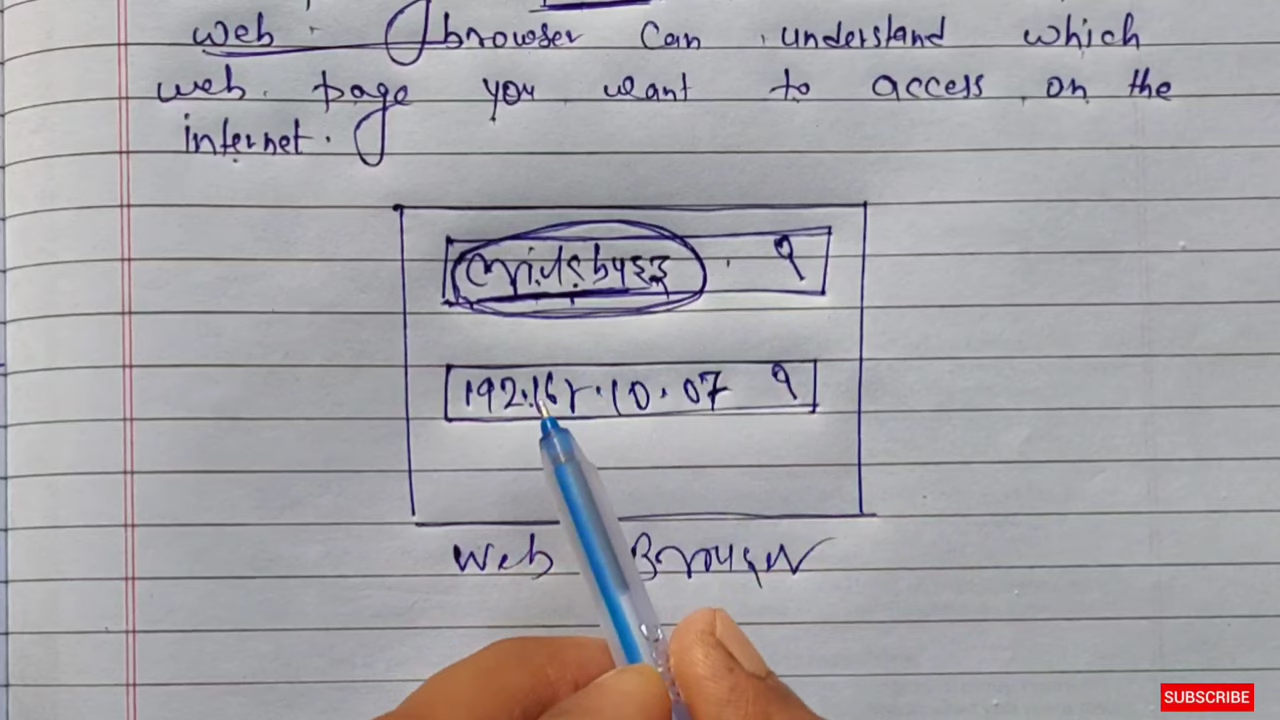 web browser can understand which
web page you want to access on the
internet.
192.168.10.07
Web Browser
SUBSCRIBE